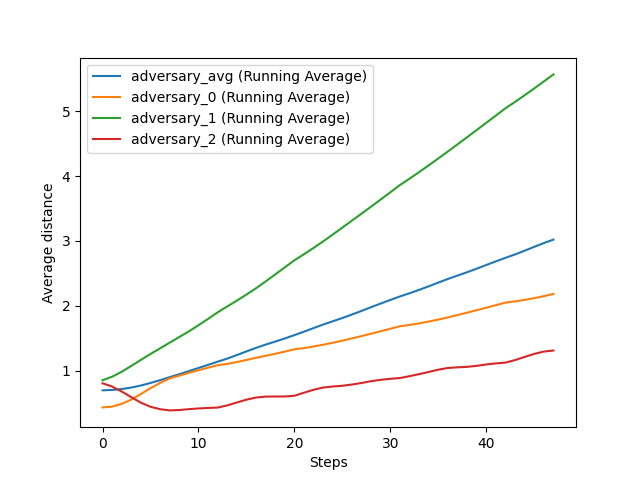 adversary_avg (Running Average)
adversary_0 (Running Average)
adversary_1 (Running Average)
adversary_2 (Running Average)
5
4
3
2
1
Average distance
0
10
20
30
40
Steps